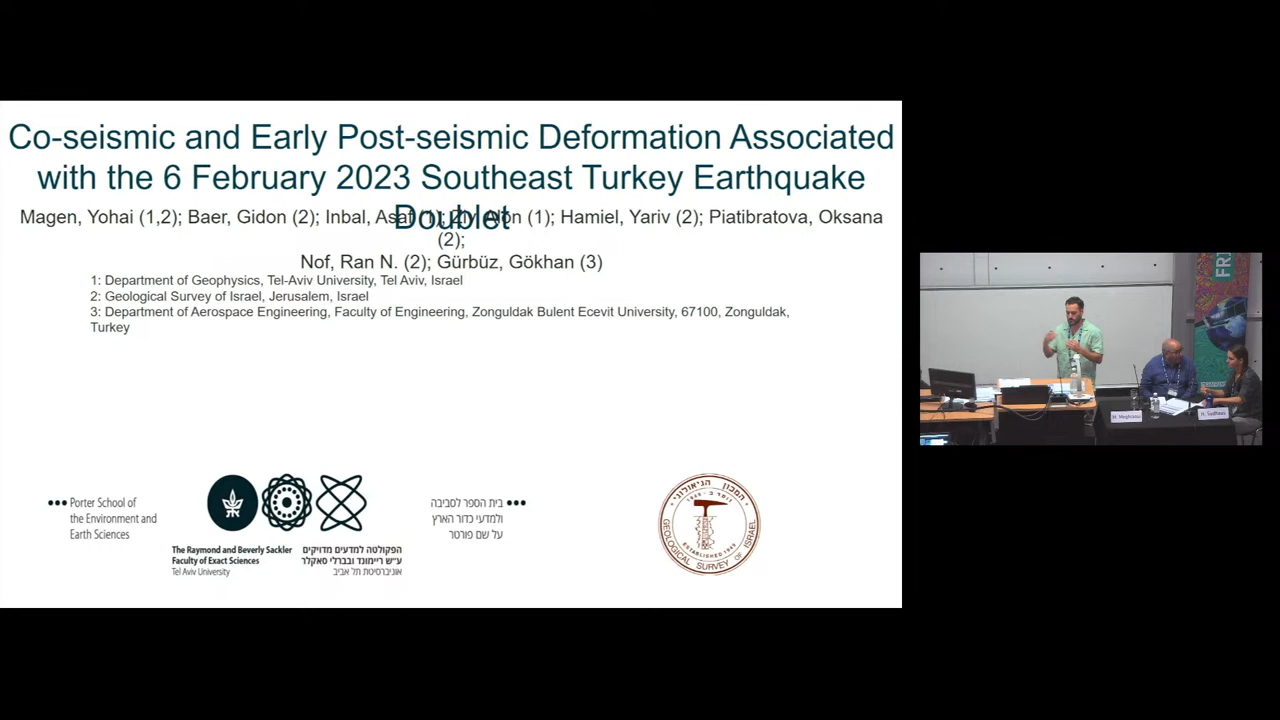 Co-seismic and Early Post-seismic Deformation Associated
with the 6 February 2023 Southeast Turkey Earthquake
Doublet
Magen, Yohai (1,2); Baer, Gidon (2); Inbal, Asaf (1); Ziv, Alon (1); Hamiel, Yariv (2); Piatibratova, Oksana
(2);
Nof, Ran N. (2); Gürbüz, Gökhan (3)
1: Department of Geophysics, Tel-Aviv University, Tel Aviv, Israel
2: Geological Survey of Israel, Jerusalem, Israel
3: Department of Aerospace Engineering, Faculty of Engineering, Zonguldak Bulent Ecevit University, 67100, Zonguldak,
Turkey
Porter School of
the Environment and
Earth Sciences
The Raymond and Beverly Sackler
Faculty of Exact Sciences
Tel Aviv University
הפקולטה למדעים מדויקים
ע"ש ריימונד ובברלי סאקלר
אוניברסיטת תל אביב
בית הספר לסביבה
ולמדעי כדור הארץ
על שם פורטר
המכון הגיאולוגי
GEOLOGICAL SURVEY OF ISRAEL
ESTABLISHED 1949
FRI
H. Sudhaus